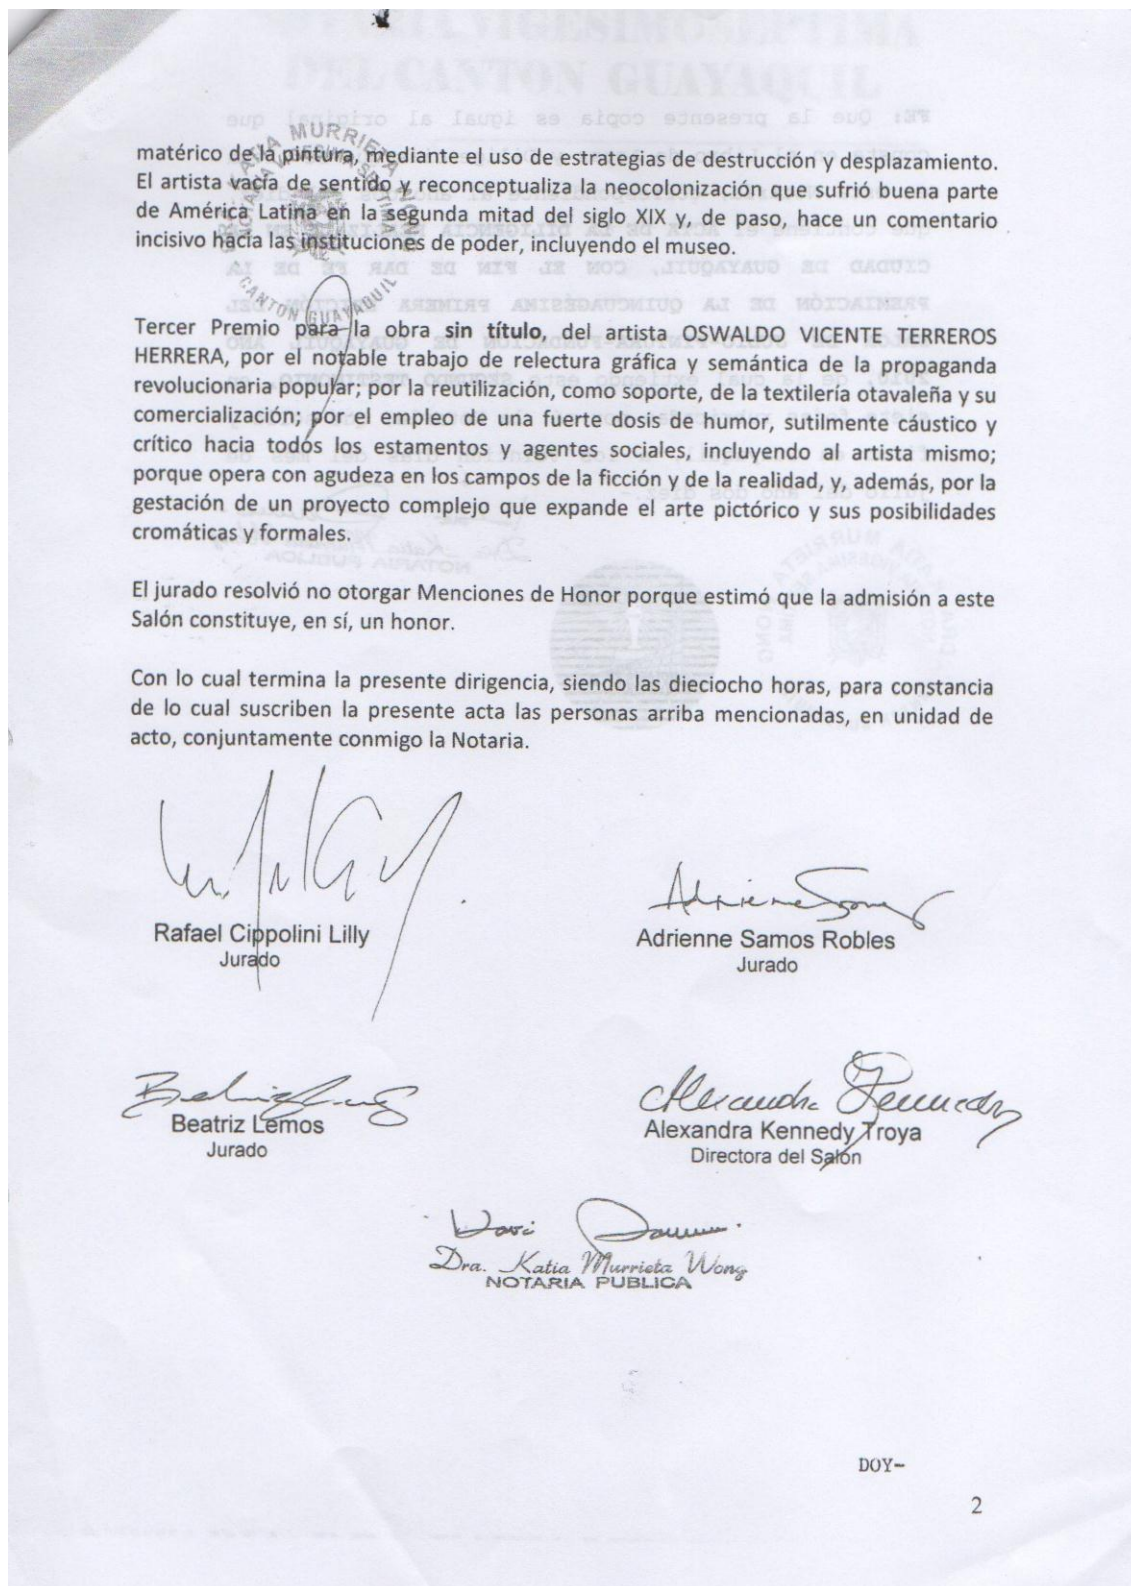 matérico de la pintura, mediante el uso de estrategias de destrucción y desplazamiento.
El artista vacía de sentido y reconceptualiza la neocolonización que sufrió buena parte
de América Latina en la segunda mitad del siglo XIX y, de paso, hace un comentario
incisivo hacia las instituciones de poder, incluyendo el museo.
KATIA MURRIETA WONG
CANTON GUAYAQUIL
Tercer Premio para la obra sin título, del artista OSWALDO VICENTE TERREROS
HERRERA, por el notable trabajo de relectura gráfica y semántica de la propaganda
revolucionaria popular; por la reutilización, como soporte, de la textilería otavaleña y su
comercialización; por el empleo de una fuerte dosis de humor, sutilmente cáustico y
crítico hacia todos los estamentos y agentes sociales, incluyendo al artista mismo;
porque opera con agudeza en los campos de la ficción y de la realidad, y, además, por la
gestación de un proyecto complejo que expande el arte pictórico y sus posibilidades
cromáticas y formales.
El jurado resolvió no otorgar Menciones de Honor porque estimó que la admisión a este
Salón constituye, en sí, un honor.
Con lo cual termina la presente dirigencia, siendo las dieciocho horas, para constancia
de lo cual suscriben la presente acta las personas arriba mencionadas, en unidad de
acto, conjuntamente conmigo la Notaria.
Rafael Cippolini Lilly
Jurado
Adrienne Samos Robles
Jurado
Beatriz Lemos
Jurado
Alexandra Kennedy
Alexandra Kennedy Troya
Directora del Salón
Dra. Katia Murrieta Wong
NOTARIA PUBLICA
DOY-
2